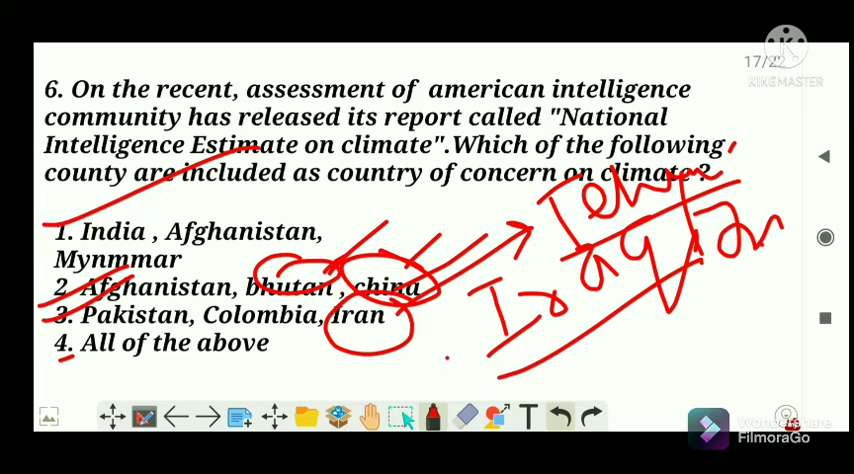 17/22
KINEMASTER
6. On the recent, assessment of american intelligence
community has released its report called "National
Intelligence Estimate on climate".Which of the following
county are included as country of concern on climate ?
1. India , Afghanistan,
Mynmmar
2 Afghanistan, bhutan , china
3. Pakistan, Colombia, Iran
4. All of the above
Iraq
T
Wondershare
FilmoraGo